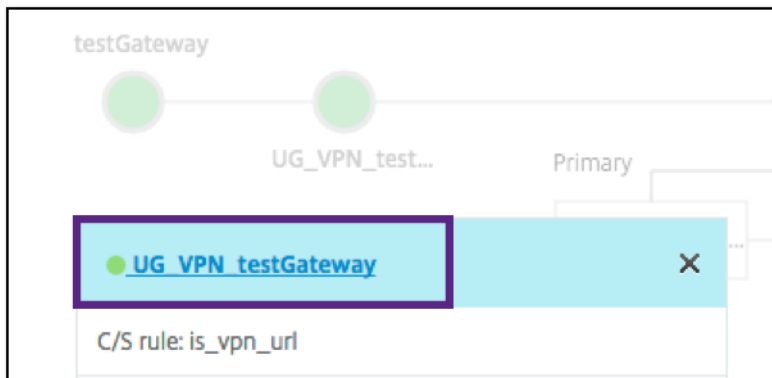 testGateway
UG_VPN_test...
Primary
...
UG_VPN_testGateway
C/S rule: is_vpn_url